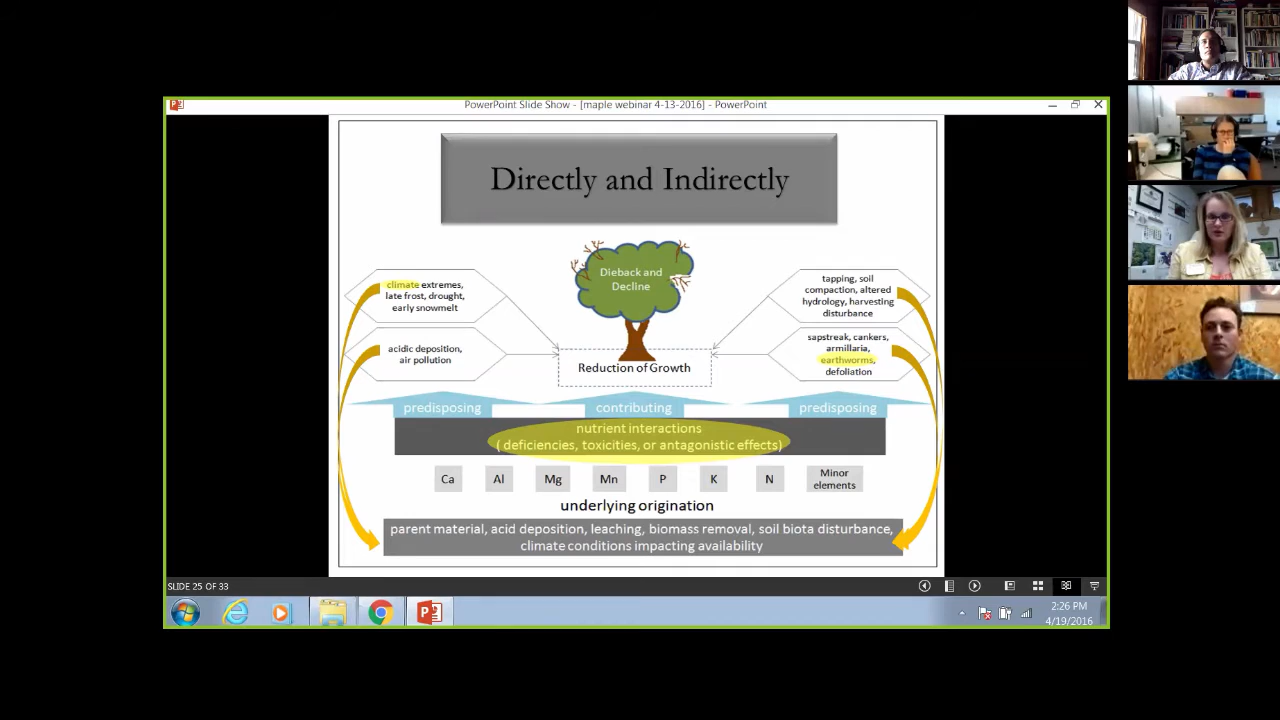 PowerPoint Slide Show - [maple webinar 4-13-2016] - PowerPoint
Directly and Indirectly
Dieback and
Decline
climate extremes,
late frost, drought,
early snowmelt
acidic deposition,
air pollution
tapping, soil
compaction, altered
hydrology, harvesting
disturbance
sapstreak, cankers,
armillaria,
earthworms,
defoliation
Reduction of Growth
predisposing
contributing
predisposing
nutrient interactions
( deficiencies, toxicities, or antagonistic effects)
Ca
Al
Mg
Mn
P
K
N
Minor
elements
underlying origination
parent material, acid deposition, leaching, biomass removal, soil biota disturbance,
climate conditions impacting availability
SLIDE 25 OF 33
2:26 PM
4/19/2016